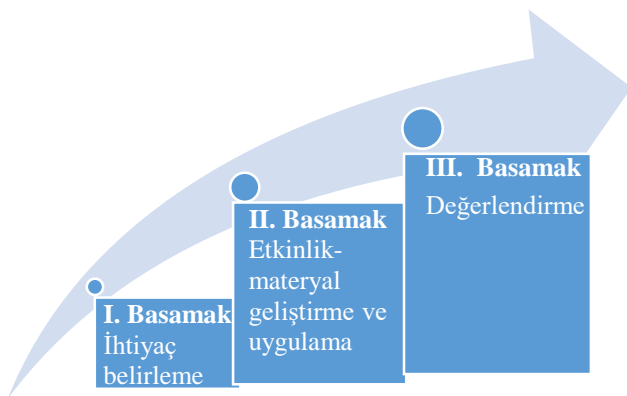 I. Basamak
İhtiyaç
belirleme
II. Basamak
Etkinlik-
materyal
geliştirme ve
uygulama
III. Basamak
Değerlendirme